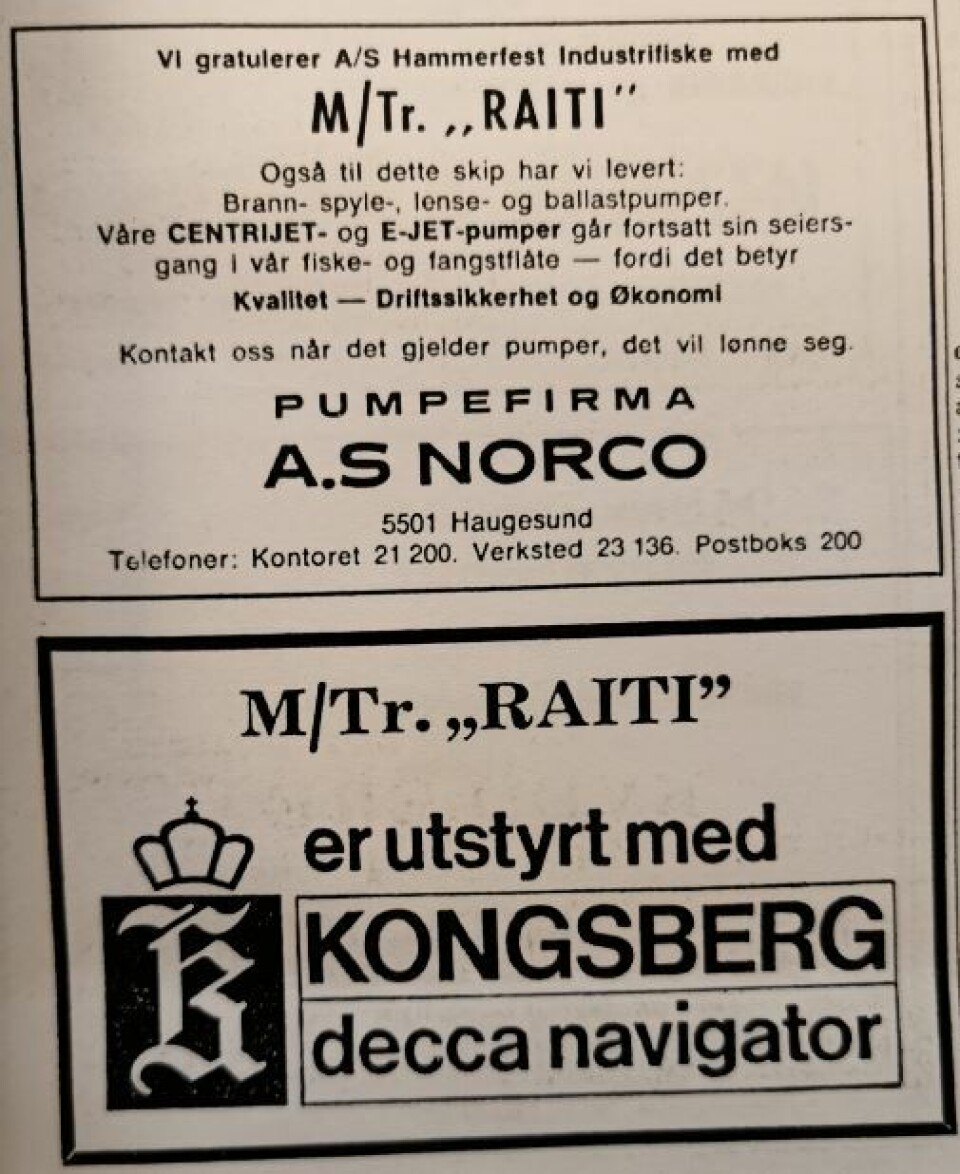 Vi gratulerer A/S Hammerfest Industrifiske med
M/Tr. „RAITI”
Også til dette skip har vi levert:
Brann- spyle-, lense- og ballastpumper.
Våre CENTRIJET- og E-JET-pumper går fortsatt sin seiers-
gang i vår fiske- og fangstflåte — fordi det betyr
Kvalitet — Driftssikkerhet og Økonomi
Kontakt oss når det gjelder pumper, det vil lønne seg.
PUMPEFIRMA
A.S NORCO
5501 Haugesund
Telefoner: Kontoret 21 200. Verksted 23 136. Postboks 200
M/Tr. „RAITI”
er utstyrt med
K
KONGSBERG
decca navigator